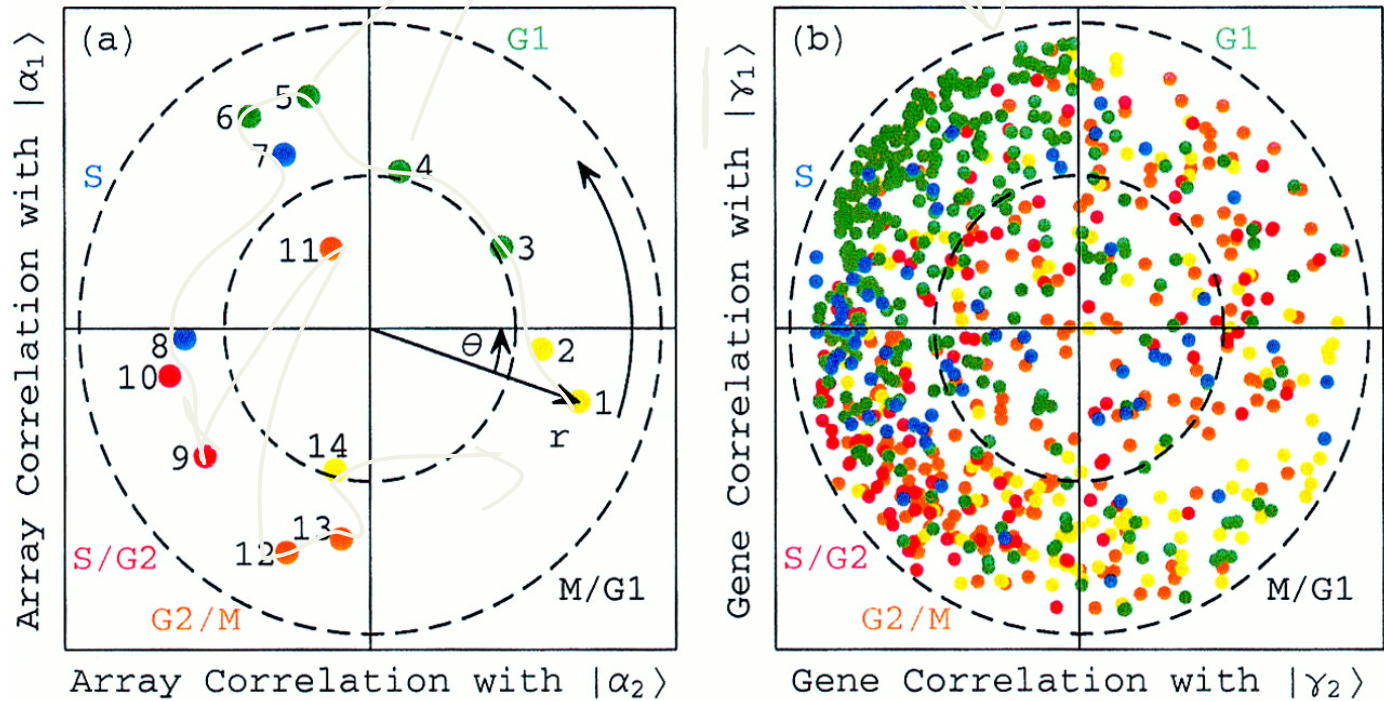 (a)
G1
5
6
7
S
4
11
3
θ
2
8
10
1
r
14
9
13
12
S/G2
M/G1
G2/M
Array Correlation with |α₁⟩
Array Correlation with |α₂⟩
(b)
G1
S
S/G2
M/G1
G2/M
Gene Correlation with |γ₁⟩
Gene Correlation with |γ₂⟩